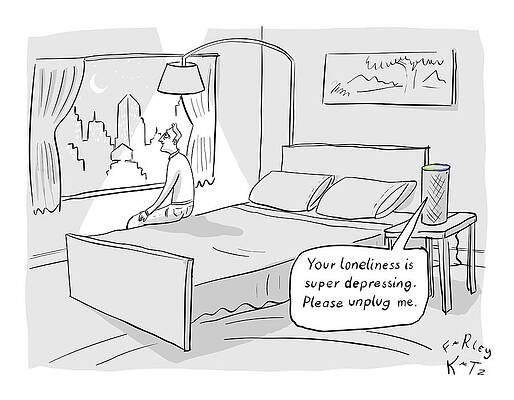 Your loneliness is
super depressing.
Please unplug me.
FARLEY
KATZ